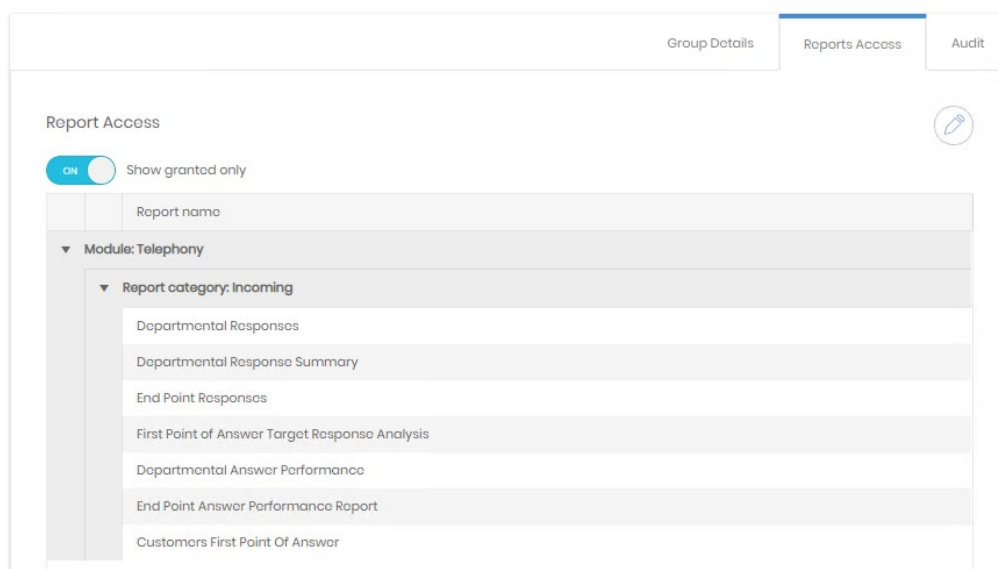 Group Details
Reports Access
Audit
Report Access
ON
Show granted only
Report name
Module: Telephony
Report category: Incoming
Departmental Responses
Departmental Response Summary
End Point Responses
First Point of Answer Target Response Analysis
Departmental Answer Performance
End Point Answer Performance Report
Customers First Point Of Answer